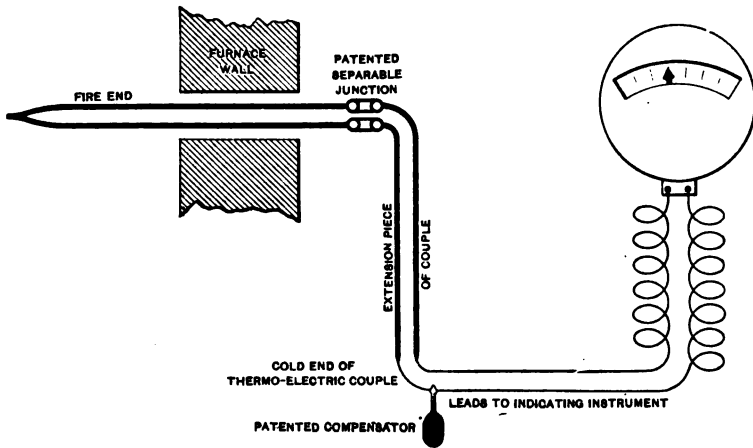 FURNACE
WALL
PATENTED
SEPARABLE
JUNCTION
FIRE END
EXTENSION PIECE
OF COUPLE
COLD END OF
THERMO-ELECTRIC COUPLE
LEADS TO INDICATING INSTRUMENT
PATENTED COMPENSATOR